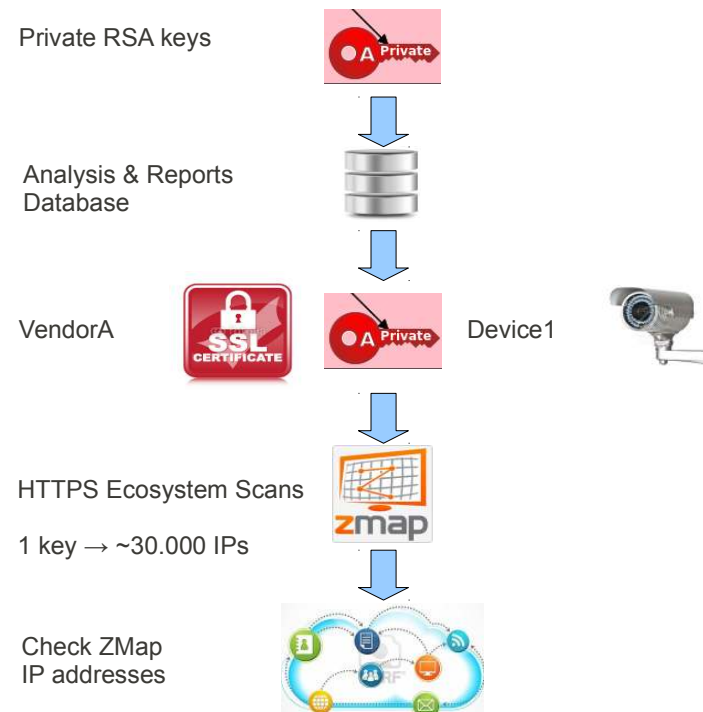 Private RSA keys
A Private
Analysis & Reports
Database
VendorA
SSL
CERTIFICATE
A Private
Device1
HTTPS Ecosystem Scans
zmap
1 key → ~30.000 IPs
Check ZMap
IP addresses